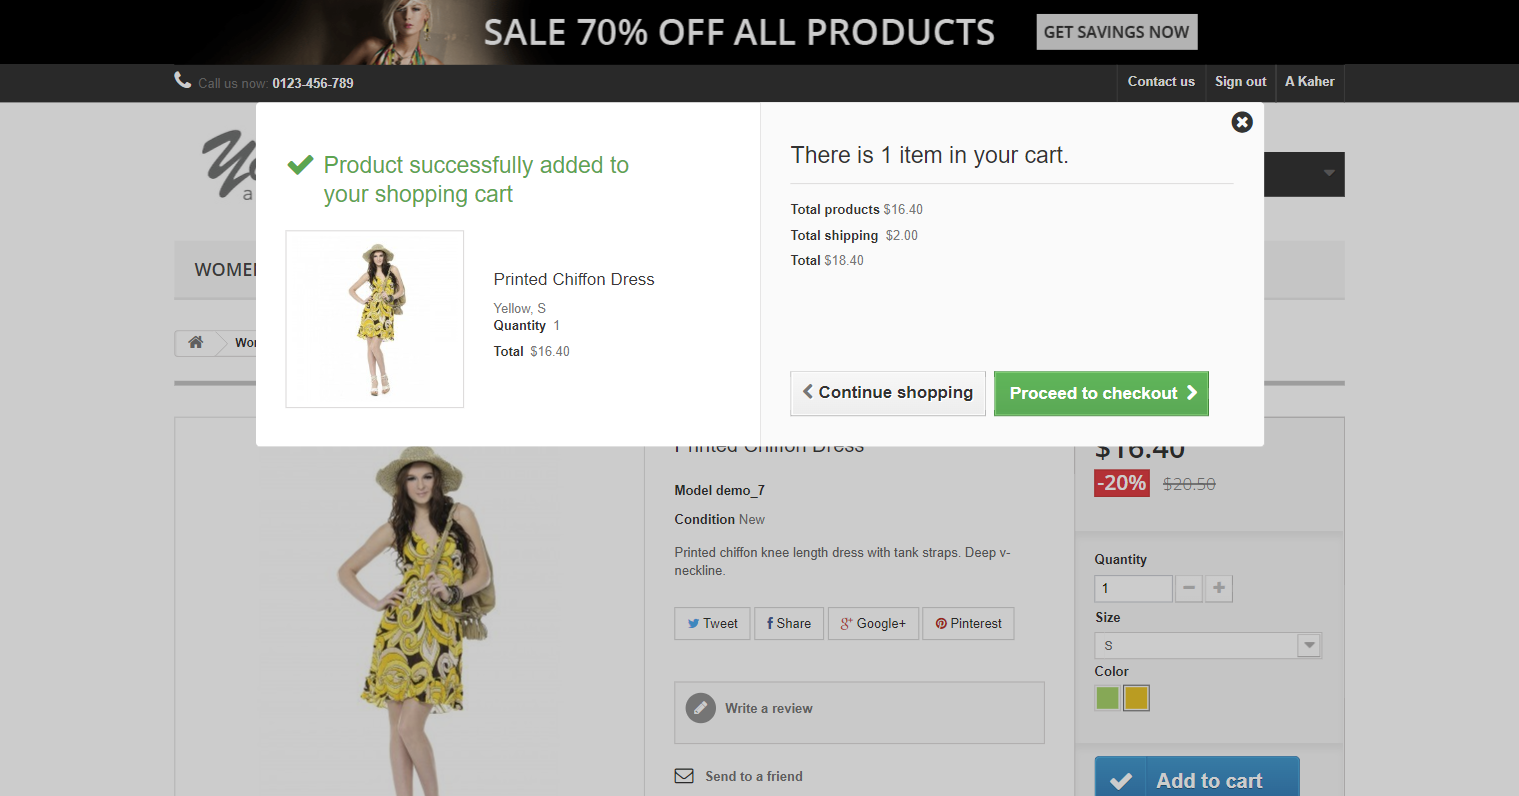 SALE 70% OFF ALL PRODUCTS
GET SAVINGS NOW
Call us now: 0123-456-789
Contact us
Sign out
A Kaher
Product successfully added to
your shopping cart
Printed Chiffon Dress
Yellow, S
Quantity 1
Total $16.40
There is 1 item in your cart.
Total products $16.40
Total shipping $2.00
Total $18.40
Continue shopping
Proceed to checkout
a
WOME
Wor
Printed Chiffon Dress
Model demo_7
Condition New
Printed chiffon knee length dress with tank straps. Deep v-
neckline.
Tweet
Share
Google+
Pinterest
Write a review
Send to a friend
$16.40
-20% $20.50
Quantity
1
Size
S
Color
Add to cart